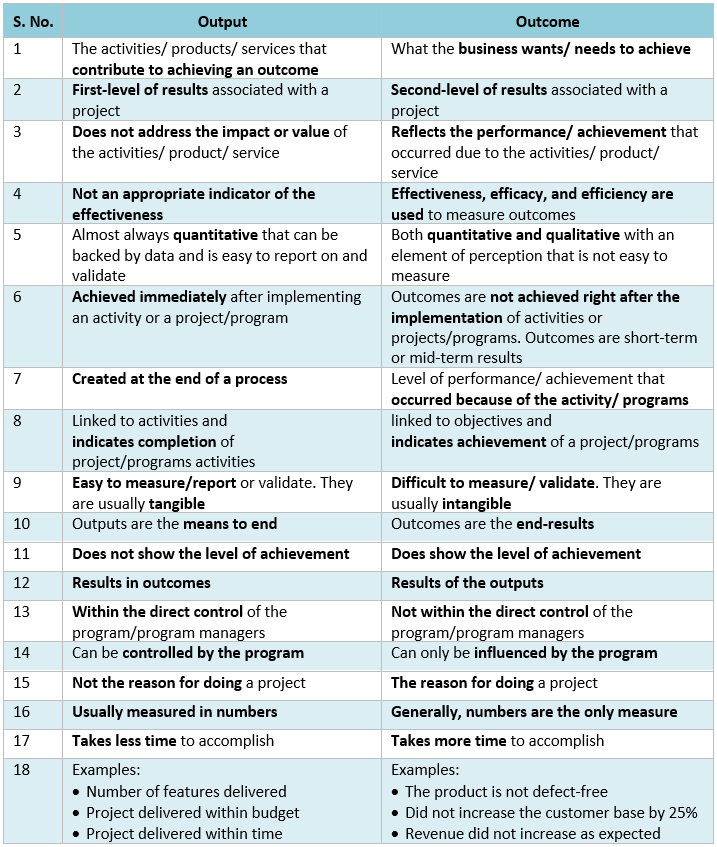 S. No. Output Outcome
1 The activities/ products/ services that What the business wants/ needs to achieve
contribute to achieving an outcome
2 First-level of results associated with a Second-level of results associated with a
project project
3 Does not address the impact or value of Reflects the performance/ achievement that
the activities/ product/ service occurred due to the activities/ product/
service
4 Not an appropriate indicator of the Effectiveness, efficacy, and efficiency are
effectiveness used to measure outcomes
5 Almost always quantitative that can be Both quantitative and qualitative with an
backed by data and is easy to report on and element of perception that is not easy to
validate measure
6 Achieved immediately after implementing Outcomes are not achieved right after the
an activity or a project/program implementation of activities or
projects/programs. Outcomes are short-term
or mid-term results
7 Created at the end of a process Level of performance/ achievement that
occurred because of the activity/ programs
8 Linked to activities and linked to objectives and
indicates completion of indicates achievement of a project/programs
project/programs activities
9 Easy to measure/report or validate. They Difficult to measure/ validate. They are
are usually tangible usually intangible
10 Outputs are the means to end Outcomes are the end-results
11 Does not show the level of achievement Does show the level of achievement
12 Results in outcomes Results of the outputs
13 Within the direct control of the Not within the direct control of the
program/program managers program/program managers
14 Can be controlled by the program Can only be influenced by the program
15 Not the reason for doing a project The reason for doing a project
16 Usually measured in numbers Generally, numbers are the only measure
17 Takes less time to accomplish Takes more time to accomplish
18 Examples: Examples:
• Number of features delivered • The product is not defect-free
• Project delivered within budget • Did not increase the customer base by 25%
• Project delivered within time • Revenue did not increase as expected